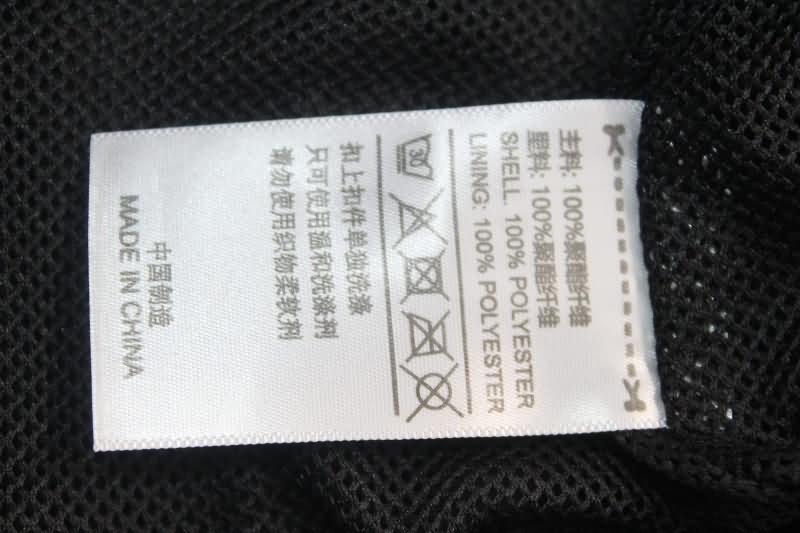 主料: 100%聚酯纤维
里料: 100%聚酯纤维
SHELL: 100% POLYESTER
LINING: 100% POLYESTER
30
扣上扣件单独洗涤
只可使用温和洗涤剂
请勿使用织物柔软剂
中国制造
MADE IN CHINA